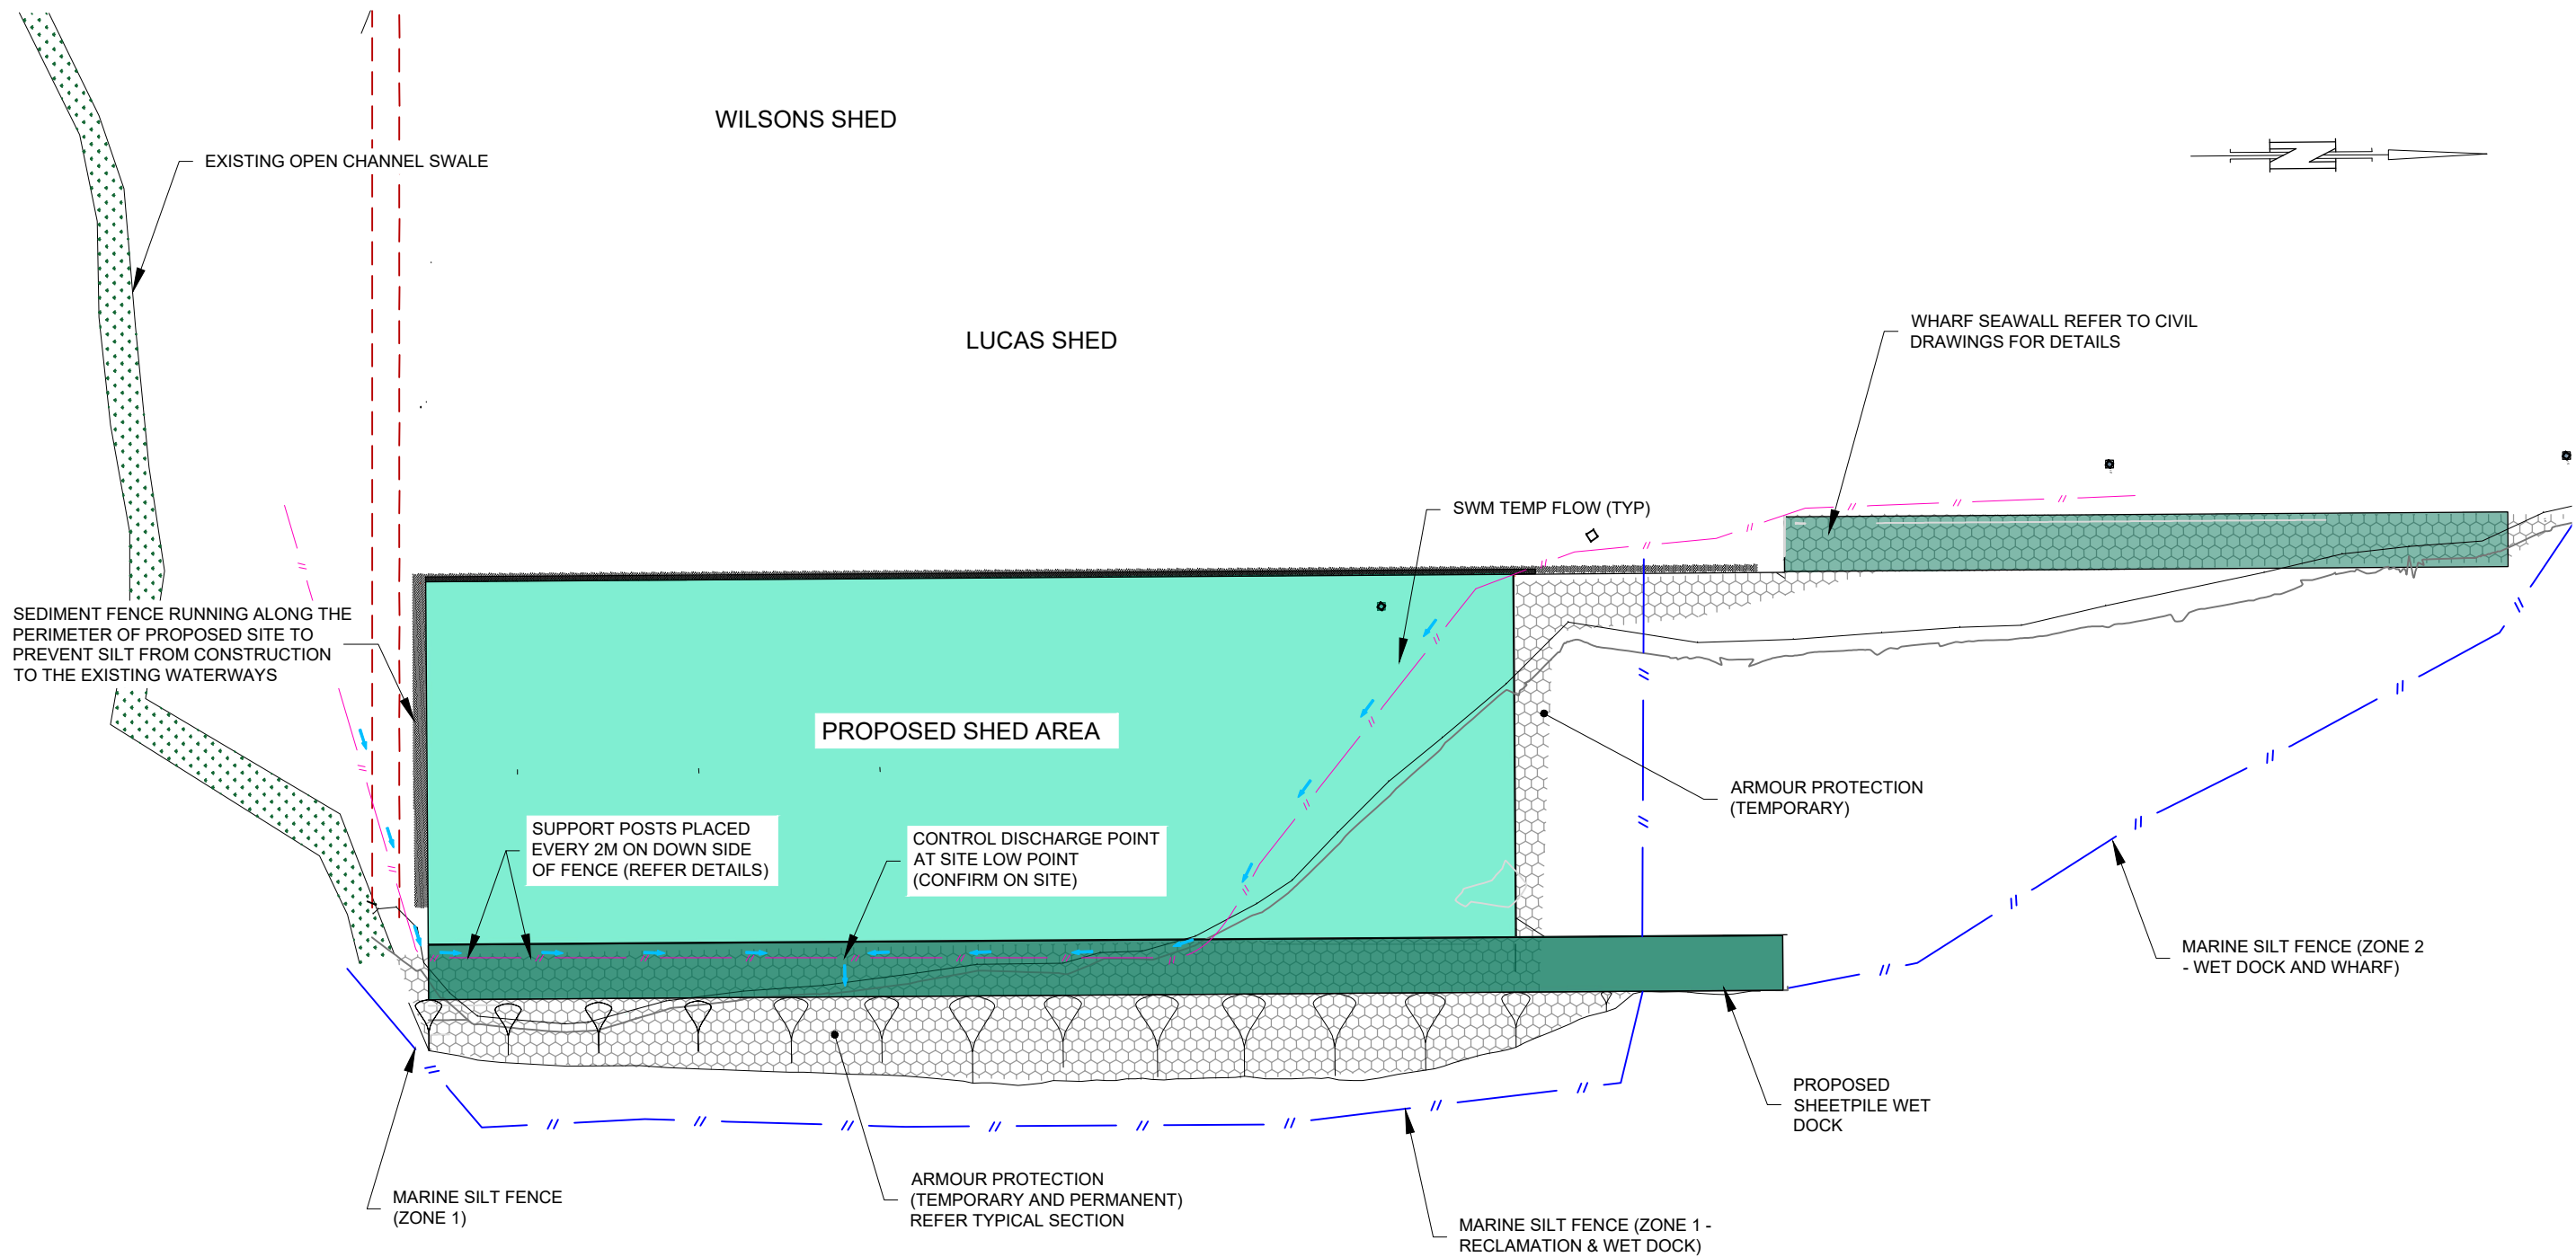 WILSONS SHED
EXISTING OPEN CHANNEL SWALE
N
LUCAS SHED
WHARF SEAWALL REFER TO CIVIL
DRAWINGS FOR DETAILS
SWM TEMP FLOW (TYP)
SEDIMENT FENCE RUNNING ALONG THE
PERIMETER OF PROPOSED SITE TO
PREVENT SILT FROM CONSTRUCTION
TO THE EXISTING WATERWAYS
PROPOSED SHED AREA
ARMOUR PROTECTION
(TEMPORARY)
SUPPORT POSTS PLACED
EVERY 2M ON DOWN SIDE
OF FENCE (REFER DETAILS)
CONTROL DISCHARGE POINT
AT SITE LOW POINT
(CONFIRM ON SITE)
MARINE SILT FENCE (ZONE 2
- WET DOCK AND WHARF)
PROPOSED
SHEETPILE WET
DOCK
MARINE SILT FENCE
(ZONE 1)
ARMOUR PROTECTION
(TEMPORARY AND PERMANENT)
REFER TYPICAL SECTION
MARINE SILT FENCE (ZONE 1 -
RECLAMATION & WET DOCK)